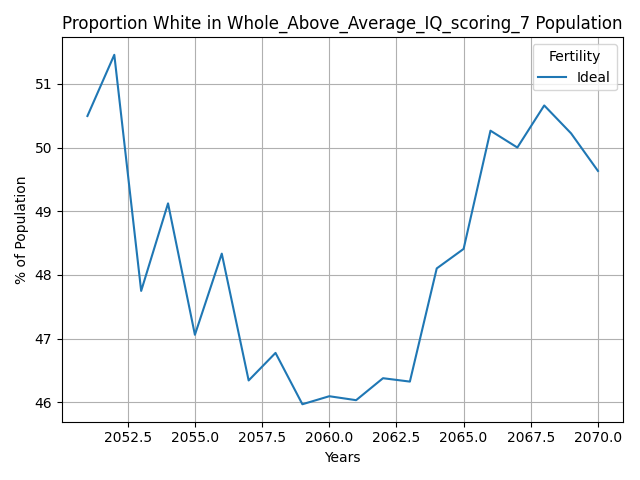 Proportion White in Whole_Above_Average_IQ_scoring_7 Population
Fertility
Ideal
% of Population
51
50
49
48
47
46
2052.5 2055.0 2057.5 2060.0 2062.5 2065.0 2067.5 2070.0
Years